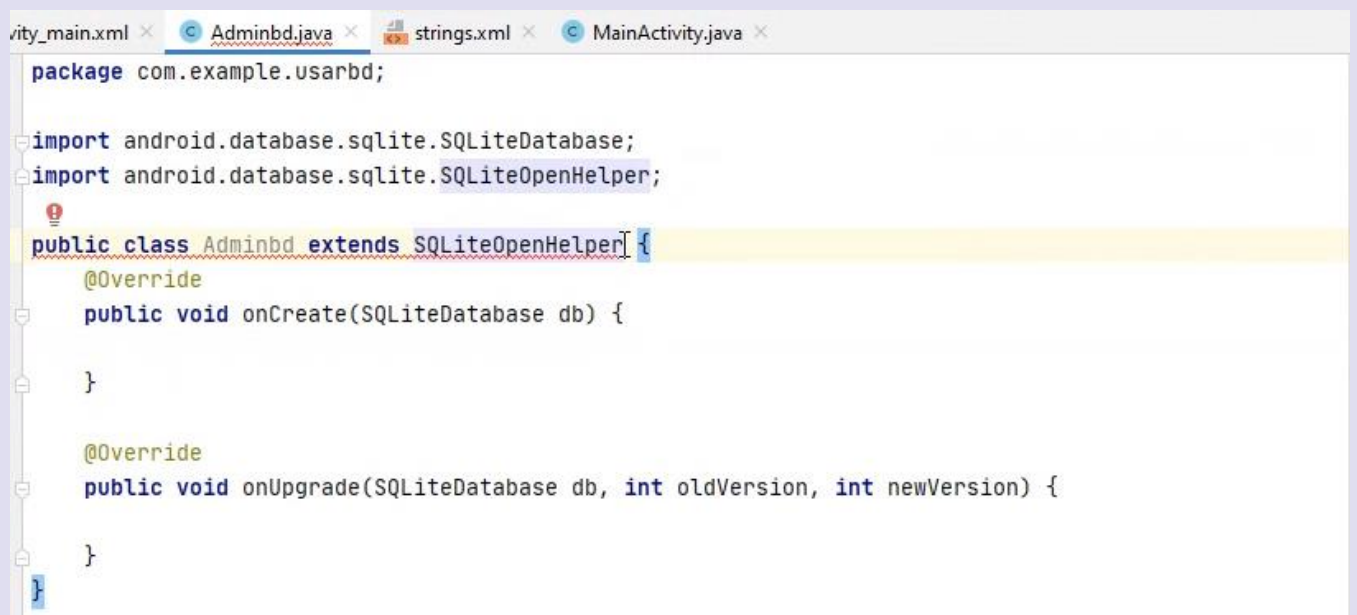 vity_main.xml Adminbd.java strings.xml MainActivity.java
package com.example.usarbd;
import android.database.sqlite.SQLiteDatabase;
import android.database.sqlite.SQLiteOpenHelper;
public class Adminbd extends SQLiteOpenHelper {
@Override
public void onCreate(SQLiteDatabase db) {
}
@Override
public void onUpgrade(SQLiteDatabase db, int oldVersion, int newVersion) {
}
}